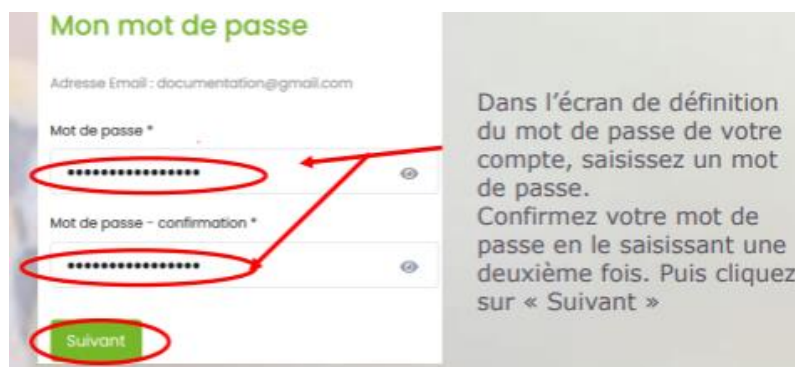 Mon mot de passe
Adresse Email : documentation@gmail.com
Mot de passe *
••••••••••••••••
Mot de passe - confirmation *
••••••••••••••••
Suivant
Dans l’écran de définition
du mot de passe de votre
compte, saisissez un mot
de passe.
Confirmez votre mot de
passe en le saisissant une
deuxième fois. Puis cliquez
sur « Suivant »